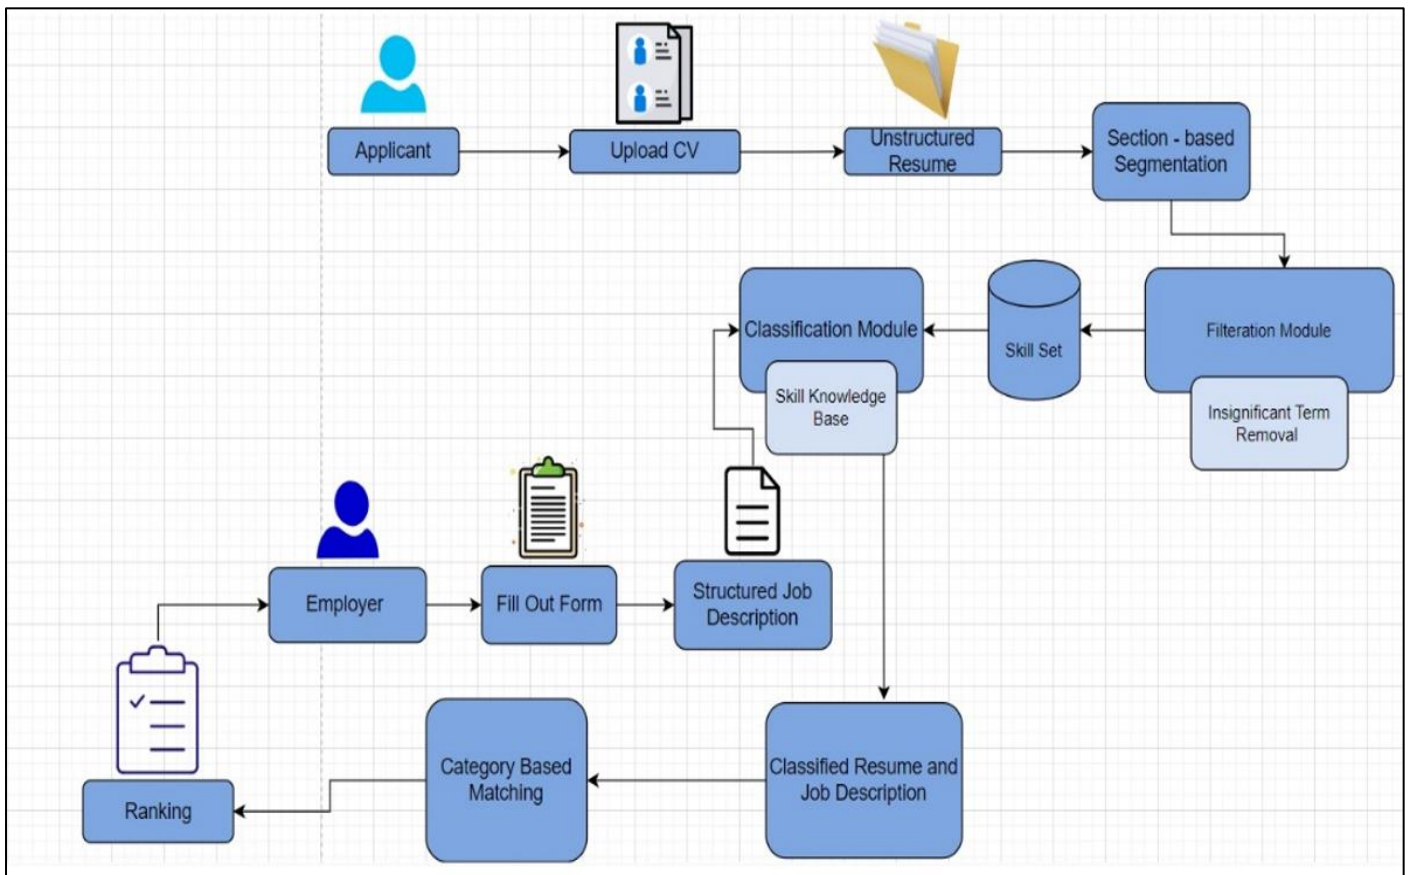 Applicant
Upload CV
Unstructured
Resume
Section - based
Segmentation
Classification Module
Skill Knowledge
Base
Skill Set
Filteration Module
Insignificant Term
Removal
Employer
Fill Out Form
Structured Job
Description
Ranking
Category Based
Matching
Classified Resume and
Job Description